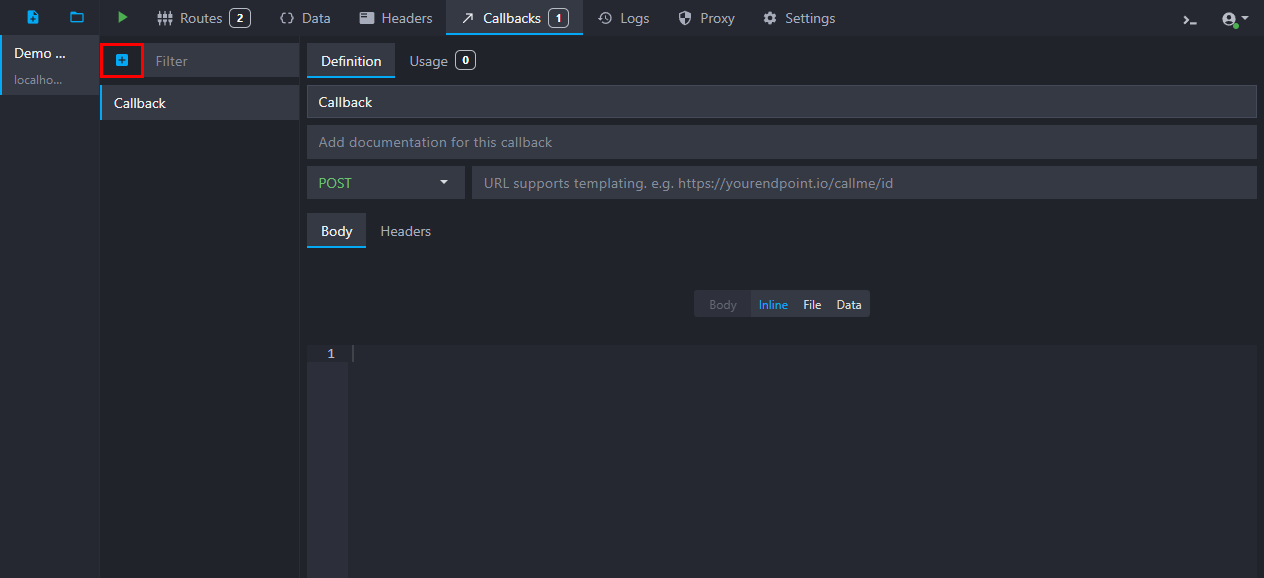 Routes 2 Data Headers Callbacks 1 Logs Proxy Settings
Demo ...
localho...
Filter
Callback
Definition Usage 0
Callback
Add documentation for this callback
POST URL supports templating. e.g. https://yourendpoint.io/callme/id
Body Headers
Body Inline File Data
1